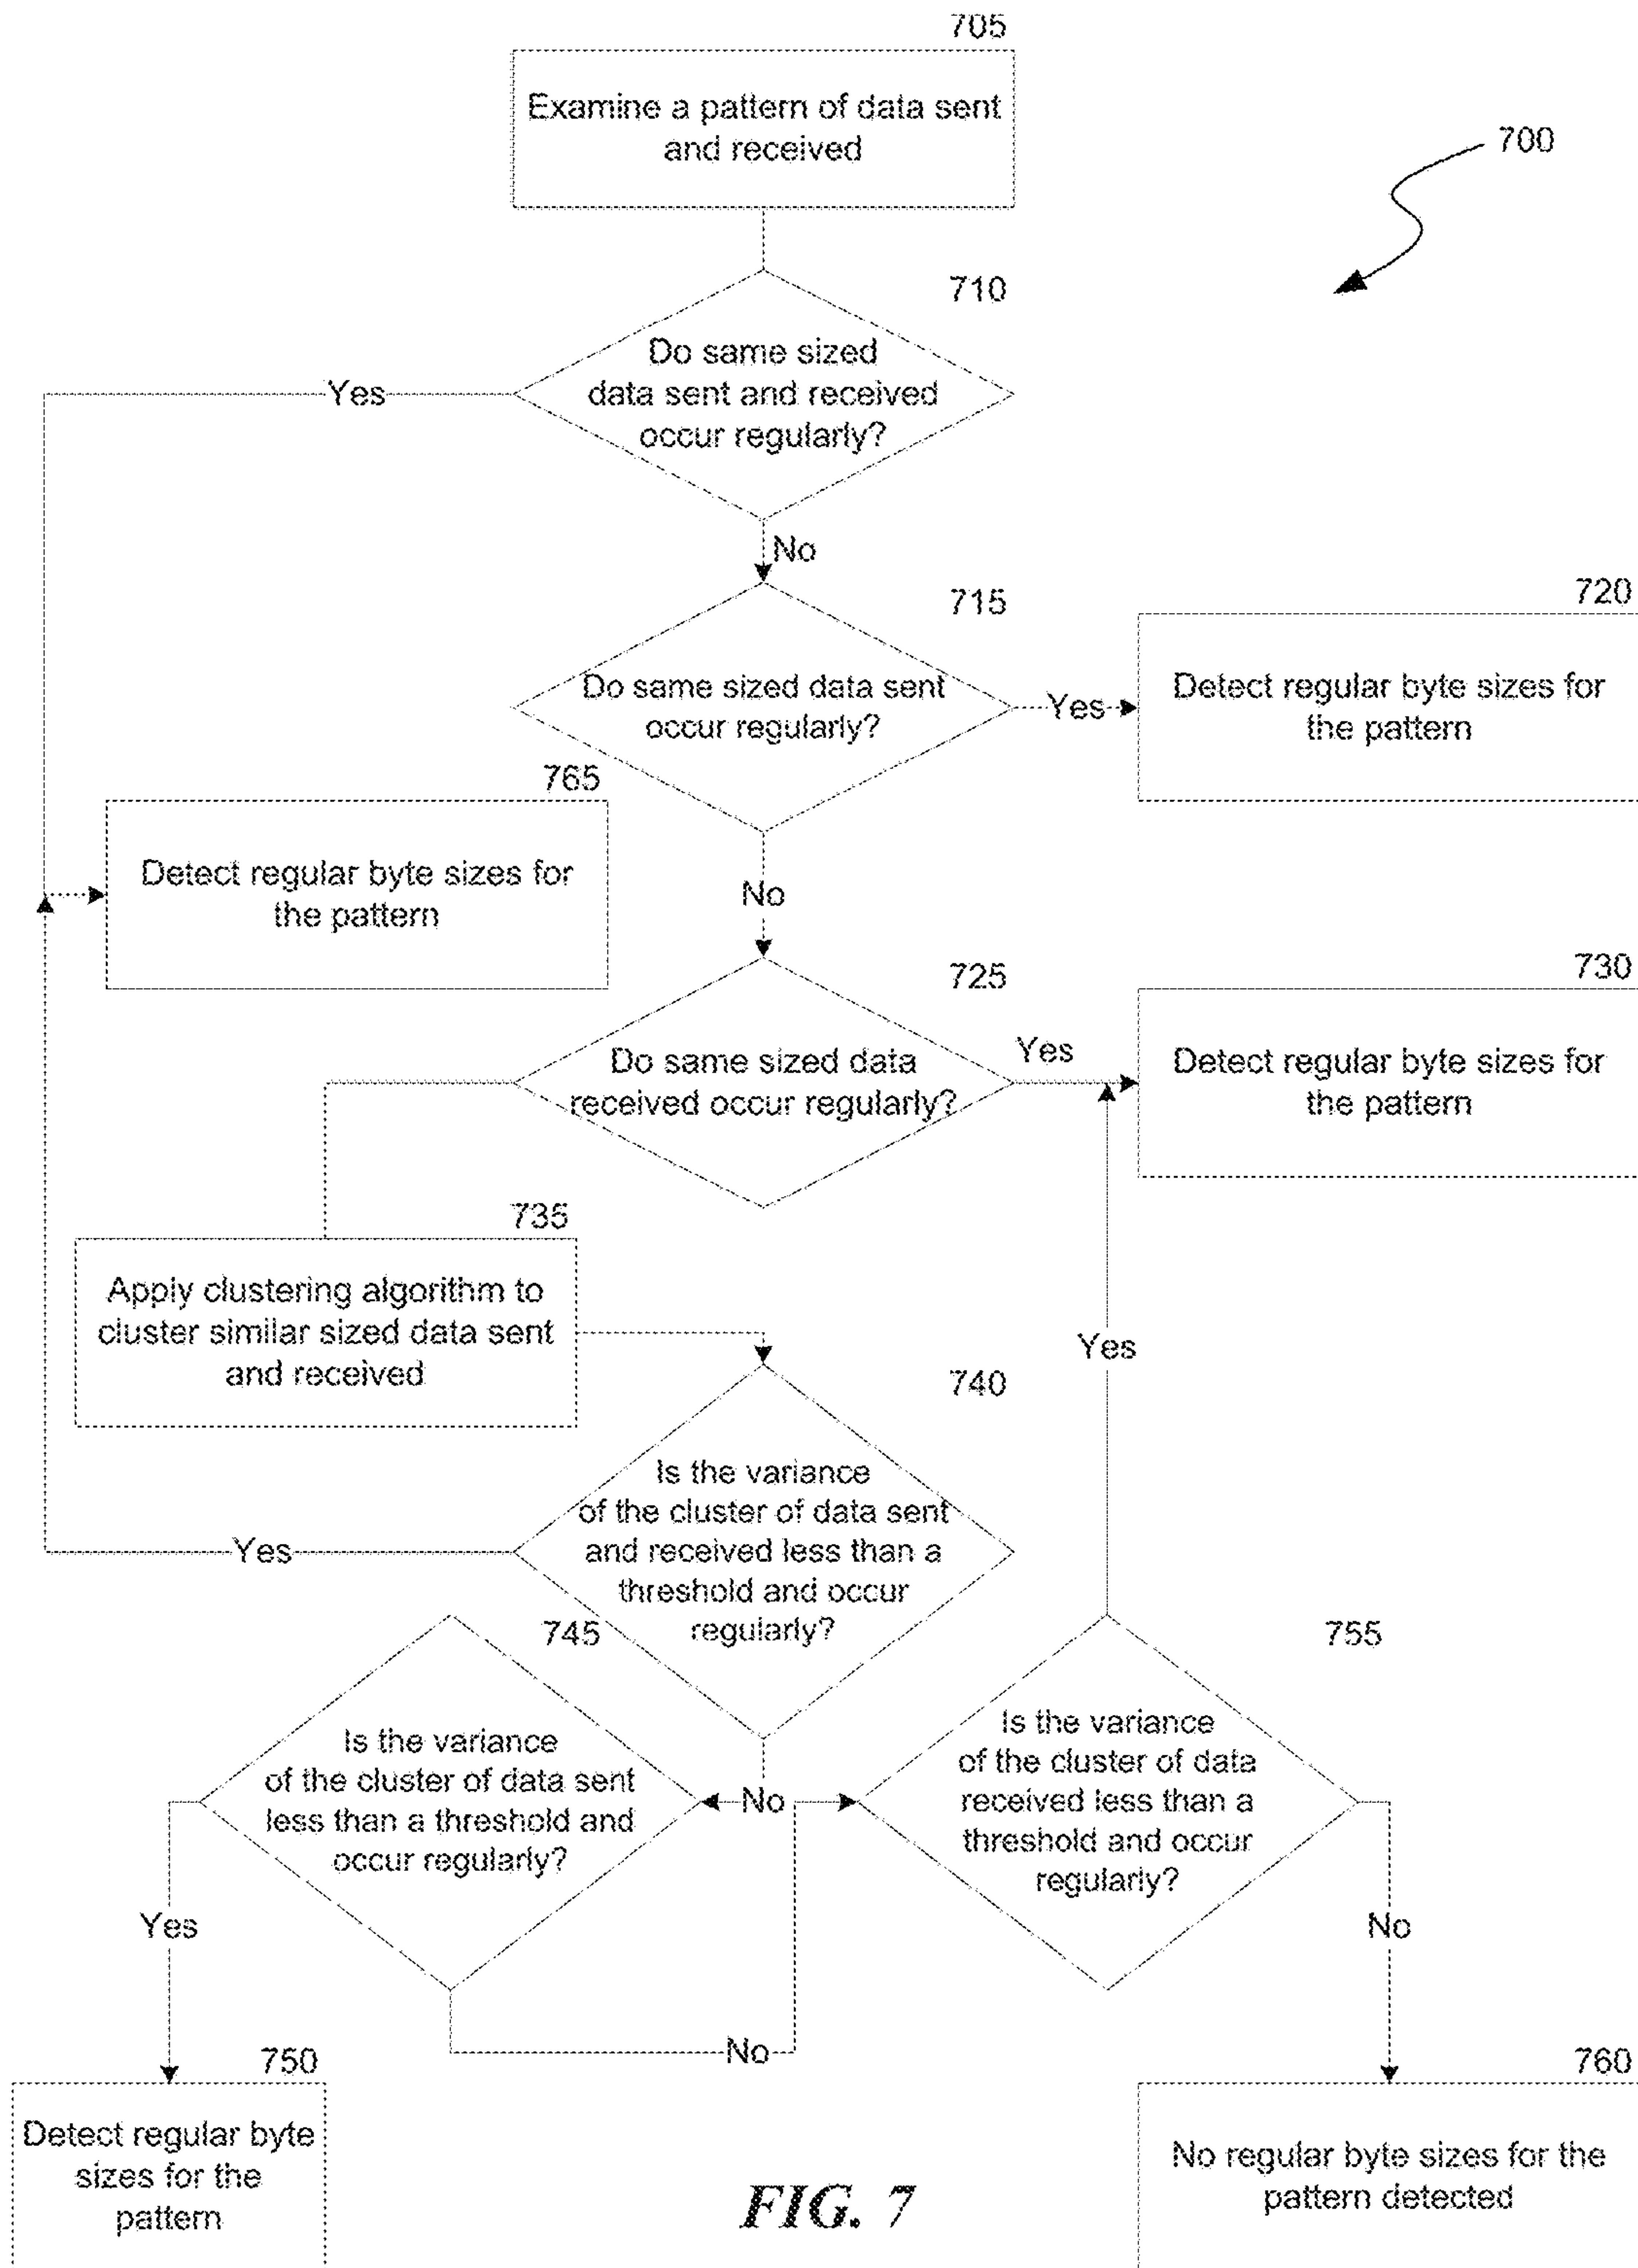 705
Examine a pattern of data sent
and received
700
710
Do same sized
data sent and received
occur regularly?
Yes
No
715
Do same sized data sent
occur regularly?
Yes
720
Detect regular byte sizes for
the pattern
765
Detect regular byte sizes for
the pattern
No
725
Do same sized data
received occur regularly?
Yes
730
Detect regular byte sizes for
the pattern
735
Apply clustering algorithm to
cluster similar sized data sent
and received
Yes
740
Is the variance
of the cluster of data sent
and received less than a
threshold and occur
regularly?
Yes
745
Is the variance
of the cluster of data sent
less than a threshold and
occur regularly?
No
755
Is the variance
of the cluster of data
received less than a
threshold and occur
regularly?
Yes
No
No
750
Detect regular byte
sizes for the
pattern
760
No regular byte sizes for the
pattern detected
FIG. 7